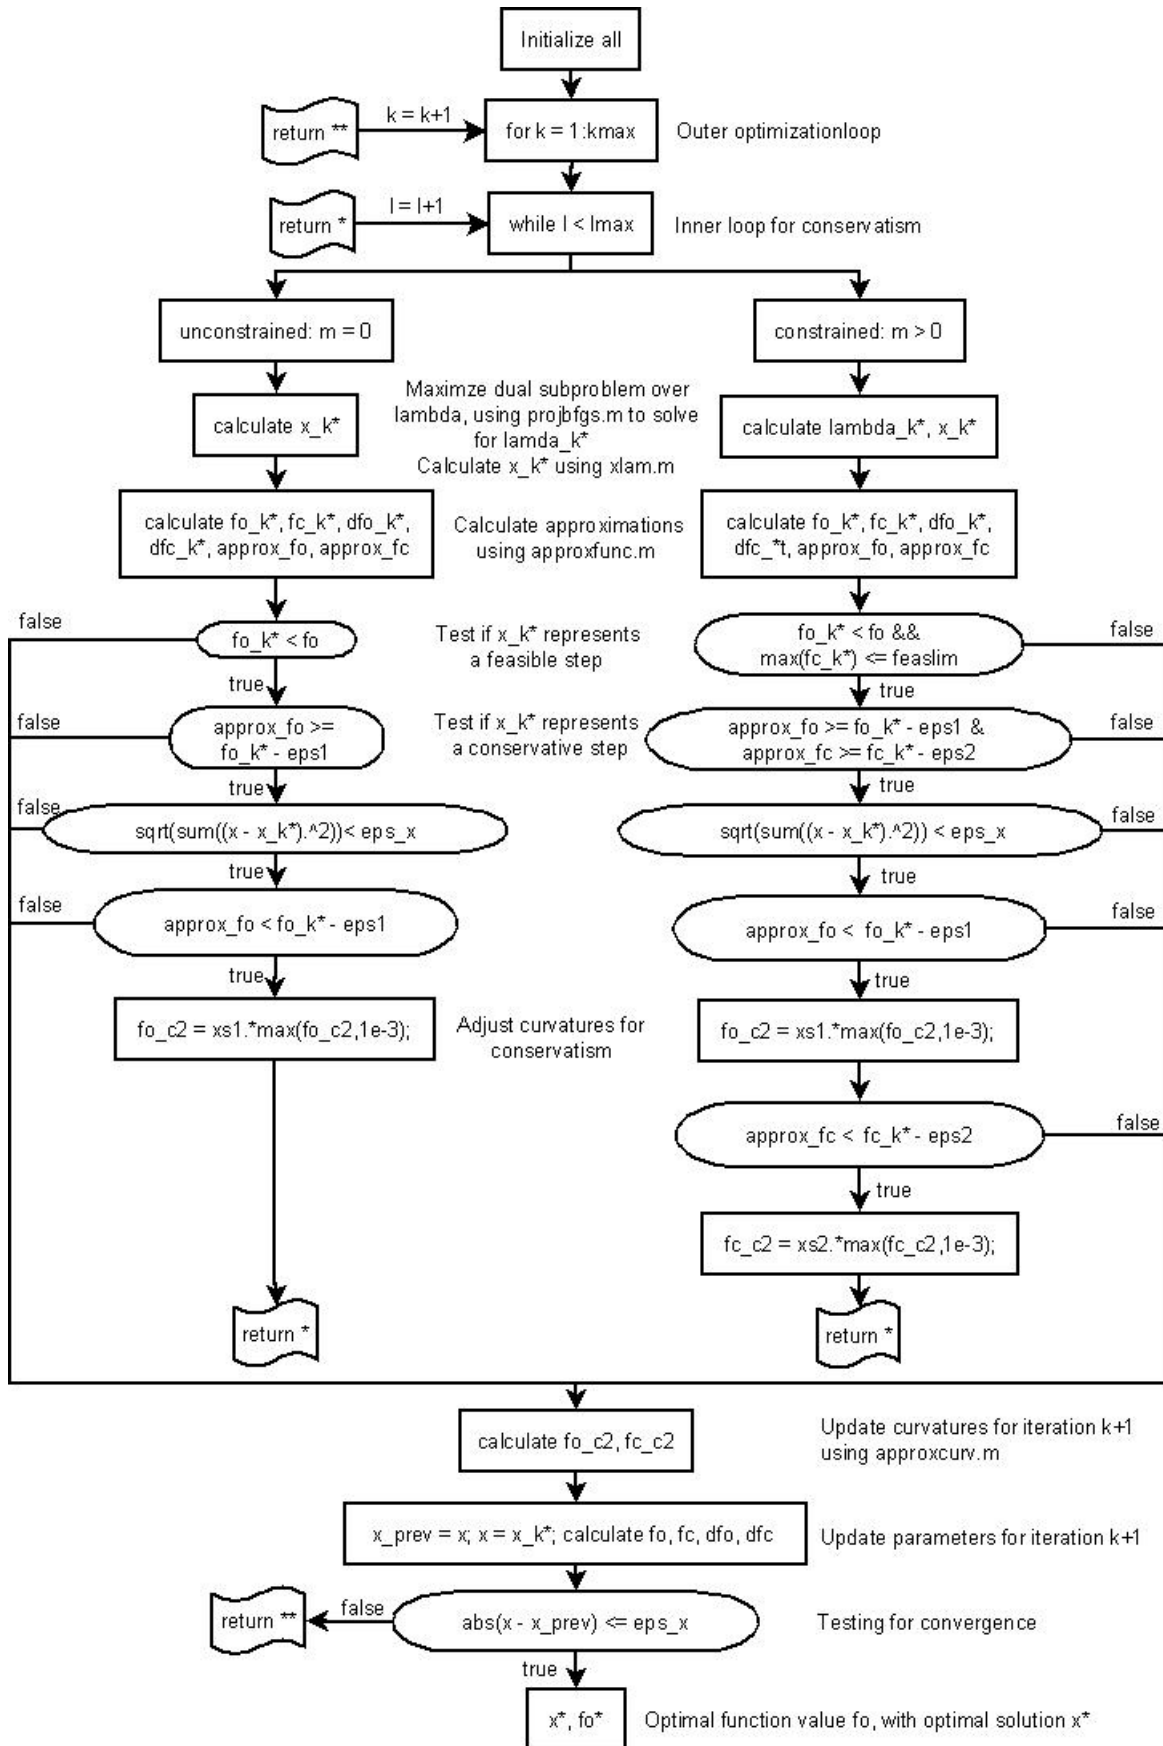 Initialize all
k = k+1
return **
for k = 1:kmax
Outer optimizationloop
l = l+1
return *
while l < lmax
Inner loop for conservatism
unconstrained: m = 0
constrained: m > 0
Maximze dual subproblem over
lambda, using projbfgs.m to solve
for lamda_k*
Calculate x_k* using xlam.m
calculate x_k*
calculate lambda_k*, x_k*
calculate fo_k*, fc_k*, dfo_k*,
dfc_k*, approx_fo, approx_fc
Calculate approximations
using approxfunc.m
calculate fo_k*, fc_k*, dfo_k*,
dfc_*t, approx_fo, approx_fc
false
fo_k* < fo
Test if x_k* represents
a feasible step
fo_k* < fo &&
max(fc_k*) <= feaslim
false
true
true
false
approx_fo >=
fo_k* - eps1
Test if x_k* represents
a conservative step
approx_fo >= fo_k* - eps1 &
approx_fc >= fc_k* - eps2
false
true
true
false
sqrt(sum((x - x_k*).^2))< eps_x
sqrt(sum((x - x_k*).^2)) < eps_x
false
true
true
false
approx_fo < fo_k* - eps1
approx_fo < fo_k* - eps1
false
true
true
fo_c2 = xs1.*max(fo_c2,1e-3);
Adjust curvatures for
conservatism
fo_c2 = xs1.*max(fo_c2,1e-3);
approx_fc < fc_k* - eps2
false
true
fc_c2 = xs2.*max(fc_c2,1e-3);
return *
return *
calculate fo_c2, fc_c2
Update curvatures for iteration k+1
using approxcurv.m
x_prev = x; x = x_k*; calculate fo, fc, dfo, dfc
Update parameters for iteration k+1
return **
false
abs(x - x_prev) <= eps_x
Testing for convergence
true
x*, fo*
Optimal function value fo, with optimal solution x*